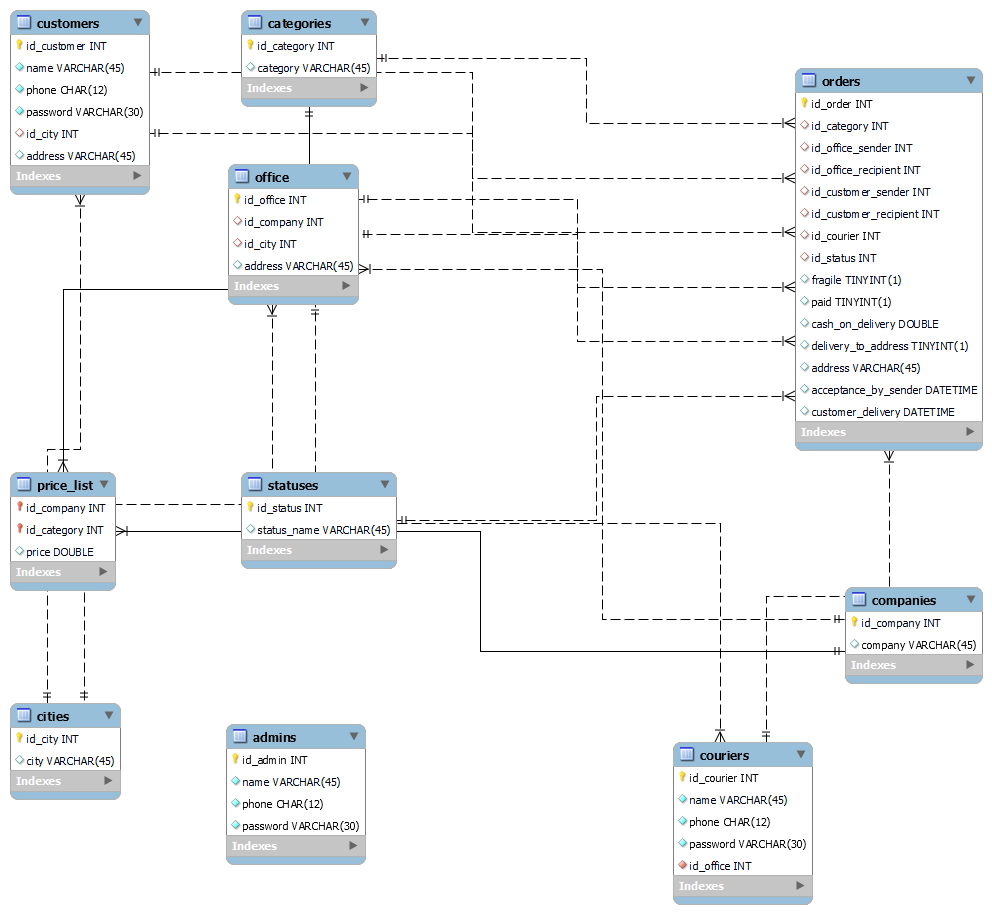 customers
id_customer INT
name VARCHAR(45)
phone CHAR(12)
password VARCHAR(30)
id_city INT
address VARCHAR(45)
Indexes
categories
id_category INT
category VARCHAR(45)
Indexes
orders
id_order INT
id_category INT
id_office_sender INT
id_office_recipient INT
id_customer_sender INT
id_customer_recipient INT
id_courier INT
id_status INT
fragile TINYINT(1)
paid TINYINT(1)
cash_on_delivery DOUBLE
delivery_to_address TINYINT(1)
address VARCHAR(45)
acceptance_by_sender DATETIME
customer_delivery DATETIME
Indexes
office
id_office INT
id_company INT
id_city INT
address VARCHAR(45)
Indexes
price_list
id_company INT
id_category INT
price DOUBLE
Indexes
statuses
id_status INT
status_name VARCHAR(45)
Indexes
companies
id_company INT
company VARCHAR(45)
Indexes
cities
id_city INT
city VARCHAR(45)
Indexes
admins
id_admin INT
name VARCHAR(45)
phone CHAR(12)
password VARCHAR(30)
Indexes
couriers
id_courier INT
name VARCHAR(45)
phone CHAR(12)
password VARCHAR(30)
id_office INT
Indexes